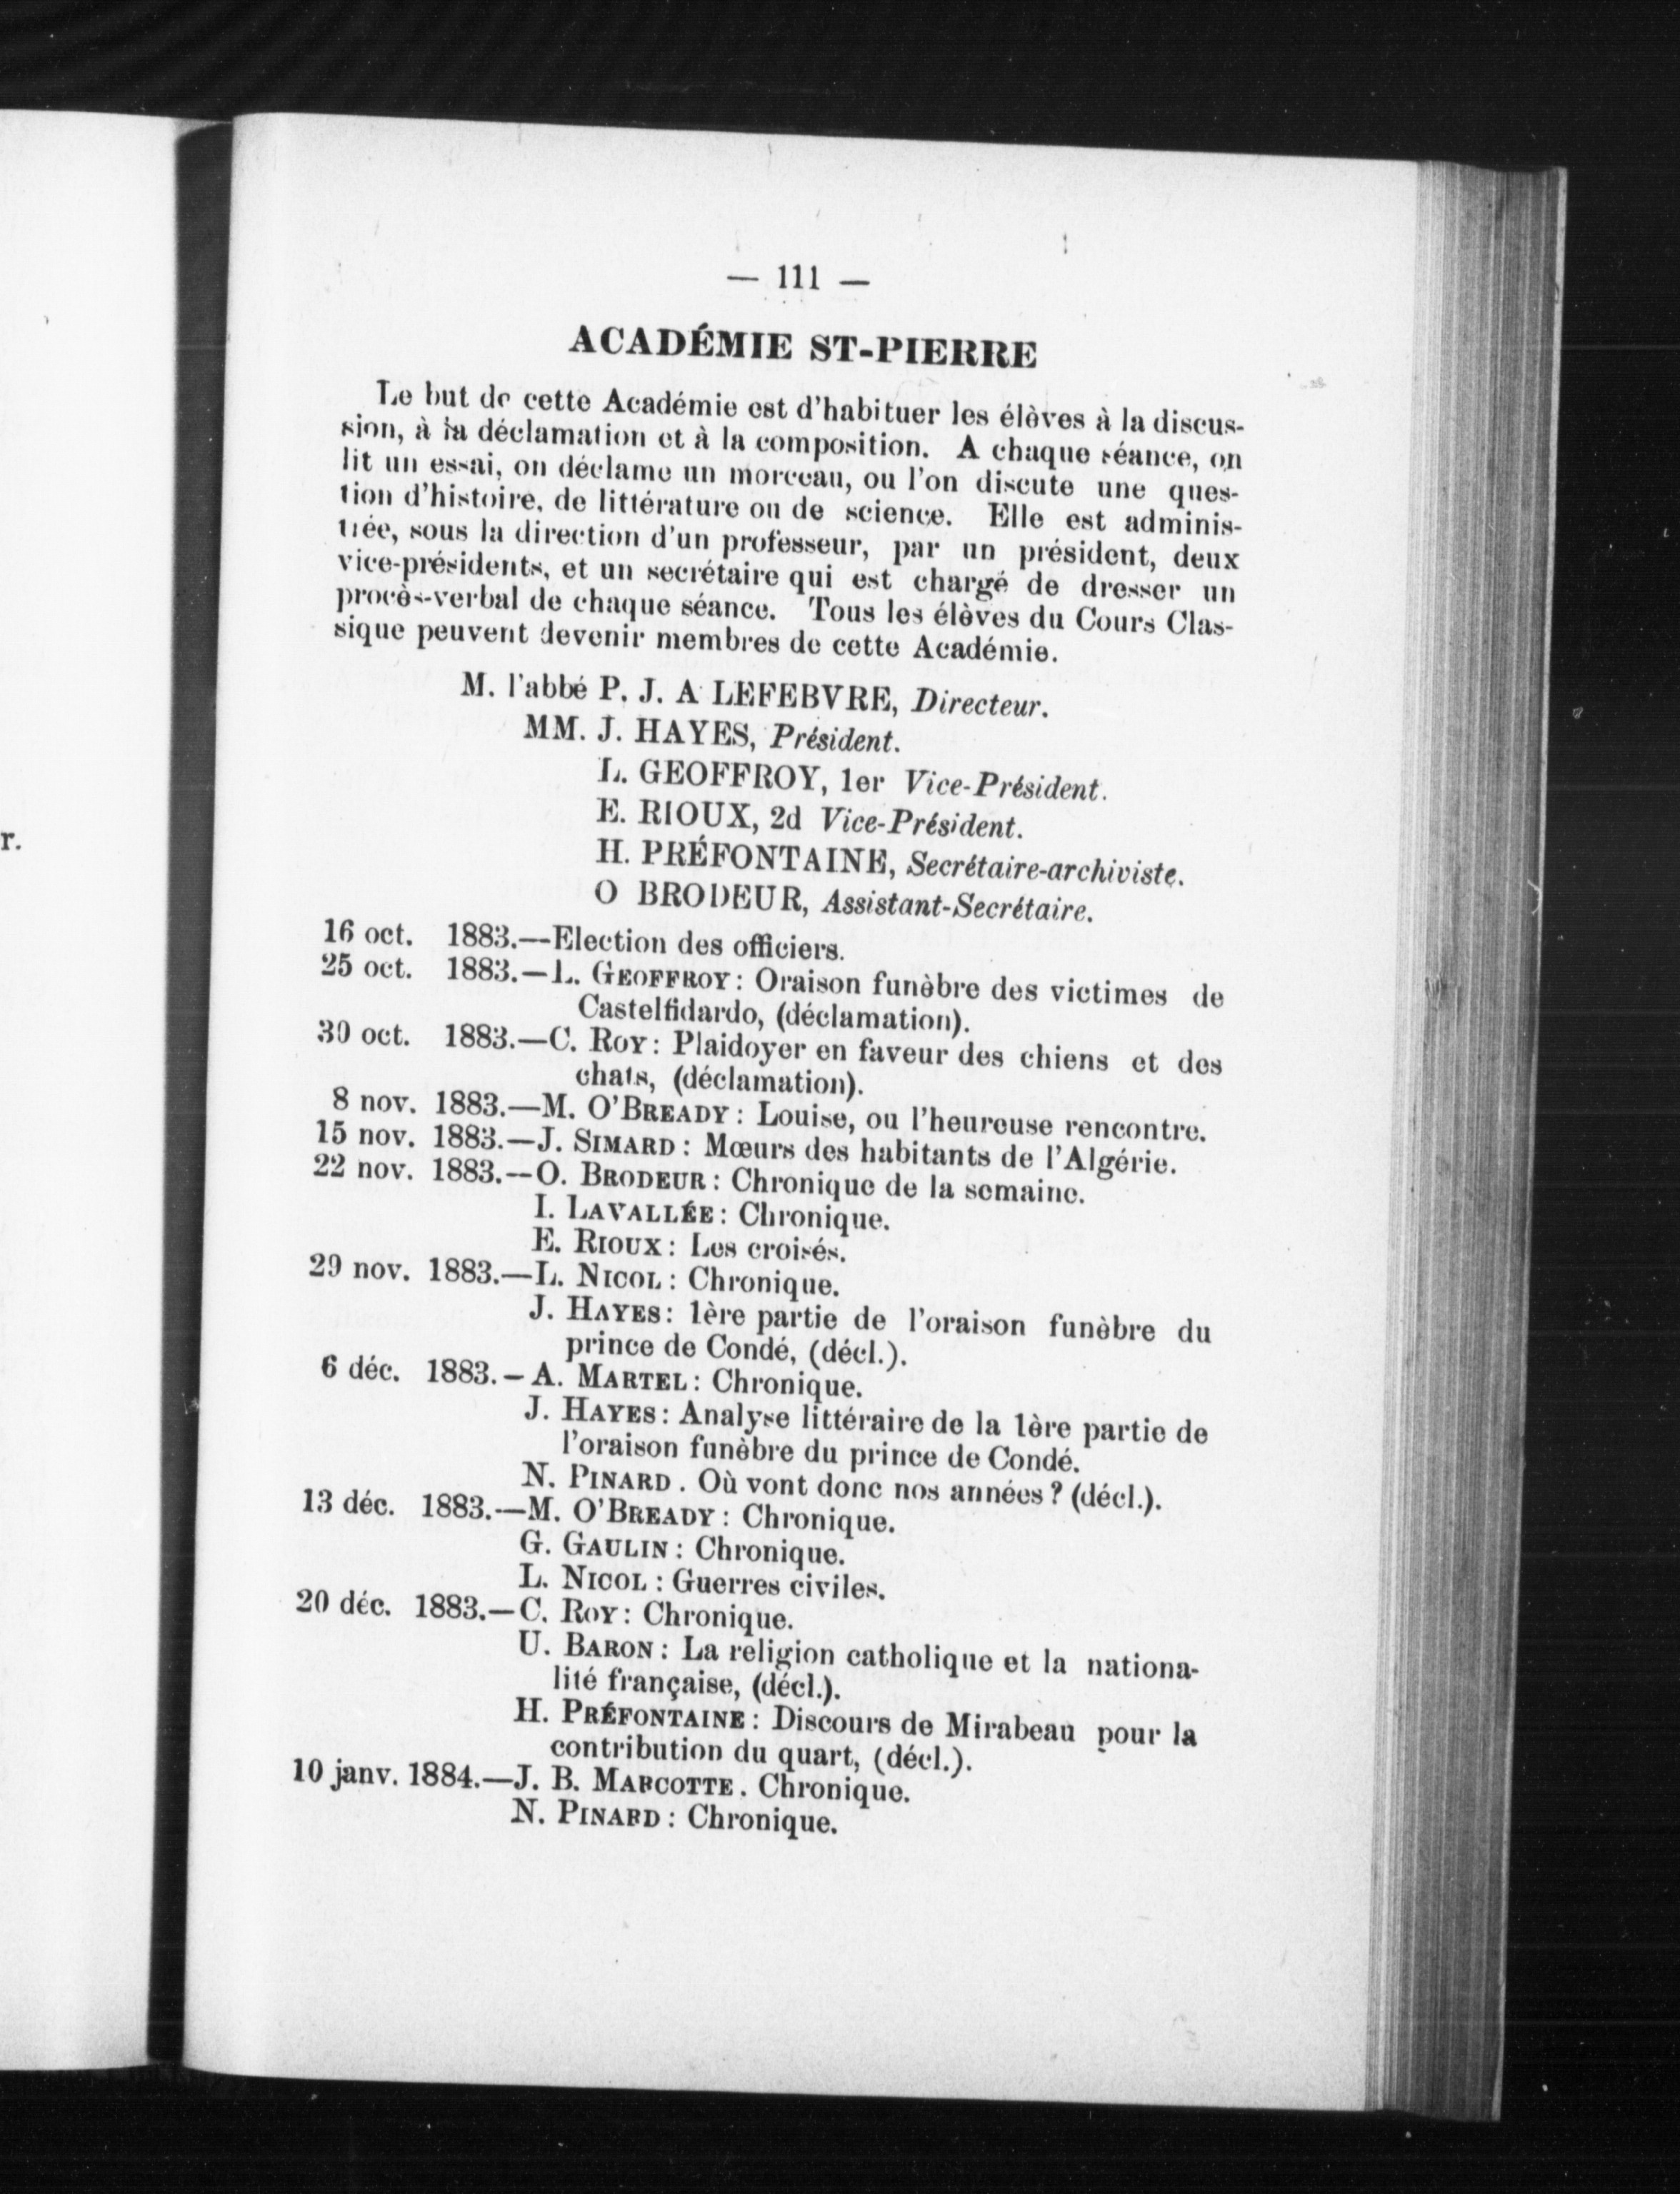 — 111 —
ACADÉMIE ST-PIERRE
Le but de cette Académie est d'habituer les élèves à la discus-
sion, à la déclamation et à la composition. A chaque séance, on
lit un essai, on déclame un morceau, ou l'on discute une ques-
tion d'histoire, de littérature ou de science. Elle est adminis-
trée, sous la direction d'un professeur, par un président, deux
vice-présidents, et un secrétaire qui est chargé de dresser un
procès-verbal de chaque séance. Tous les élèves du Cours Clas-
sique peuvent devenir membres de cette Académie.
M. l'abbé P. J. A LEFEBVRE, Directeur.
MM. J. HAYES, Président.
L. GEOFFROY, 1er Vice-Président.
E. RIOUX, 2d Vice-Président.
H. PRÉFONTAINE, Secrétaire-archiviste.
O BRODEUR, Assistant-Secrétaire.
16 oct. 1883.—Election des officiers.
25 oct. 1883.—L. GEOFFROY: Oraison funèbre des victimes de
Castelfidardo, (déclamation).
30 oct. 1883.—C. ROY: Plaidoyer en faveur des chiens et des
chats, (déclamation).
8 nov. 1883.—M. O'BREADY: Louise, ou l'heureuse rencontre.
15 nov. 1883.—J. SIMARD: Mœurs des habitants de l'Algérie.
22 nov. 1883.—O. BRODEUR: Chronique de la semaine.
I. LAVALLÉE: Chronique.
E. RIOUX: Les croisés.
29 nov. 1883.—L. NICOL: Chronique.
J. HAYES: 1ère partie de l'oraison funèbre du
prince de Condé, (décl.).
6 déc. 1883.—A. MARTEL: Chronique.
J. HAYES: Analyse littéraire de la 1ère partie de
l'oraison funèbre du prince de Condé.
N. PINARD. Où vont donc nos années? (décl.).
13 déc. 1883.—M. O'BREADY: Chronique.
G. GAULIN: Chronique.
L. NICOL: Guerres civiles.
20 déc. 1883.—C. ROY: Chronique.
U. BARON: La religion catholique et la nationa-
lité française, (décl.).
H. PRÉFONTAINE: Discours de Mirabeau pour la
contribution du quart, (décl.).
10 janv. 1884.—J. B. MARCOTTE. Chronique.
N. PINARD: Chronique.
r.